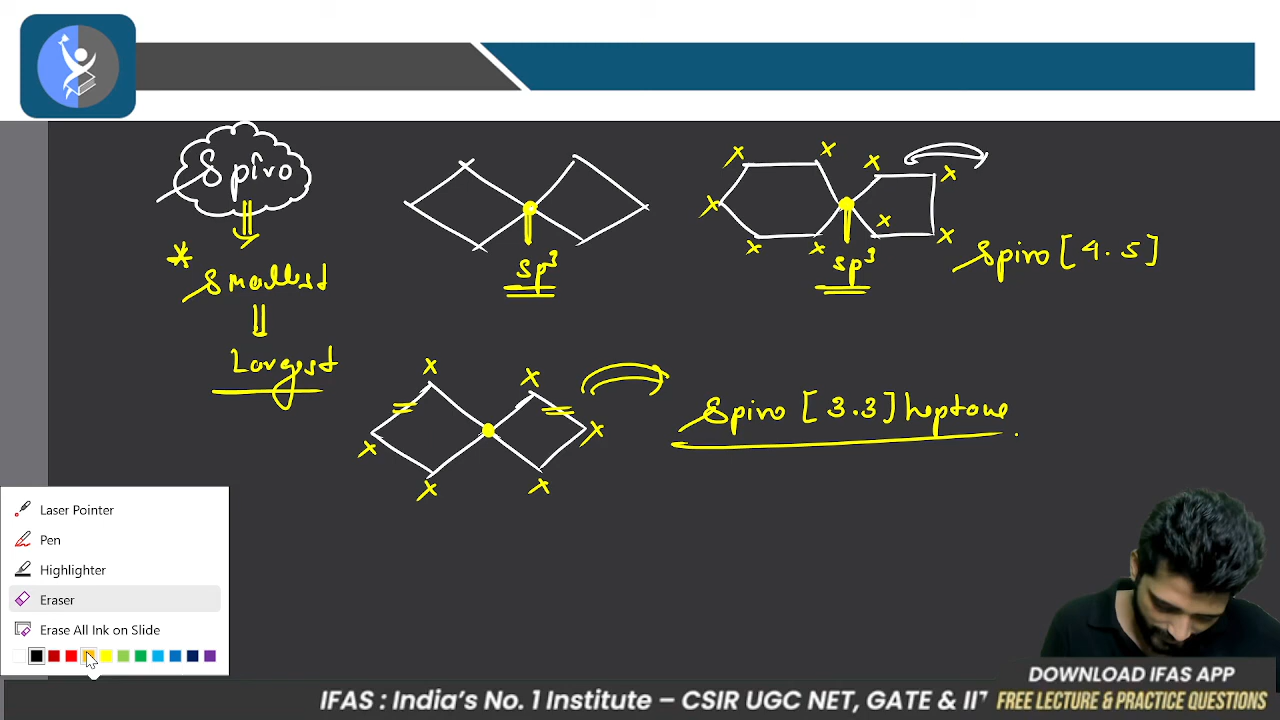 Spiro
*
Smallest
Largest
sp³
x x x x x x x x x
sp³
Spiro [4.5]
x x x x x x
Spiro [3.3] heptane
Laser Pointer
Pen
Highlighter
Eraser
Erase All Ink on Slide
DOWNLOAD IFAS APP
IFAS : India's No. 1 Institute – CSIR UGC NET, GATE & II
FREE LECTURE & PRACTICE QUESTIONS